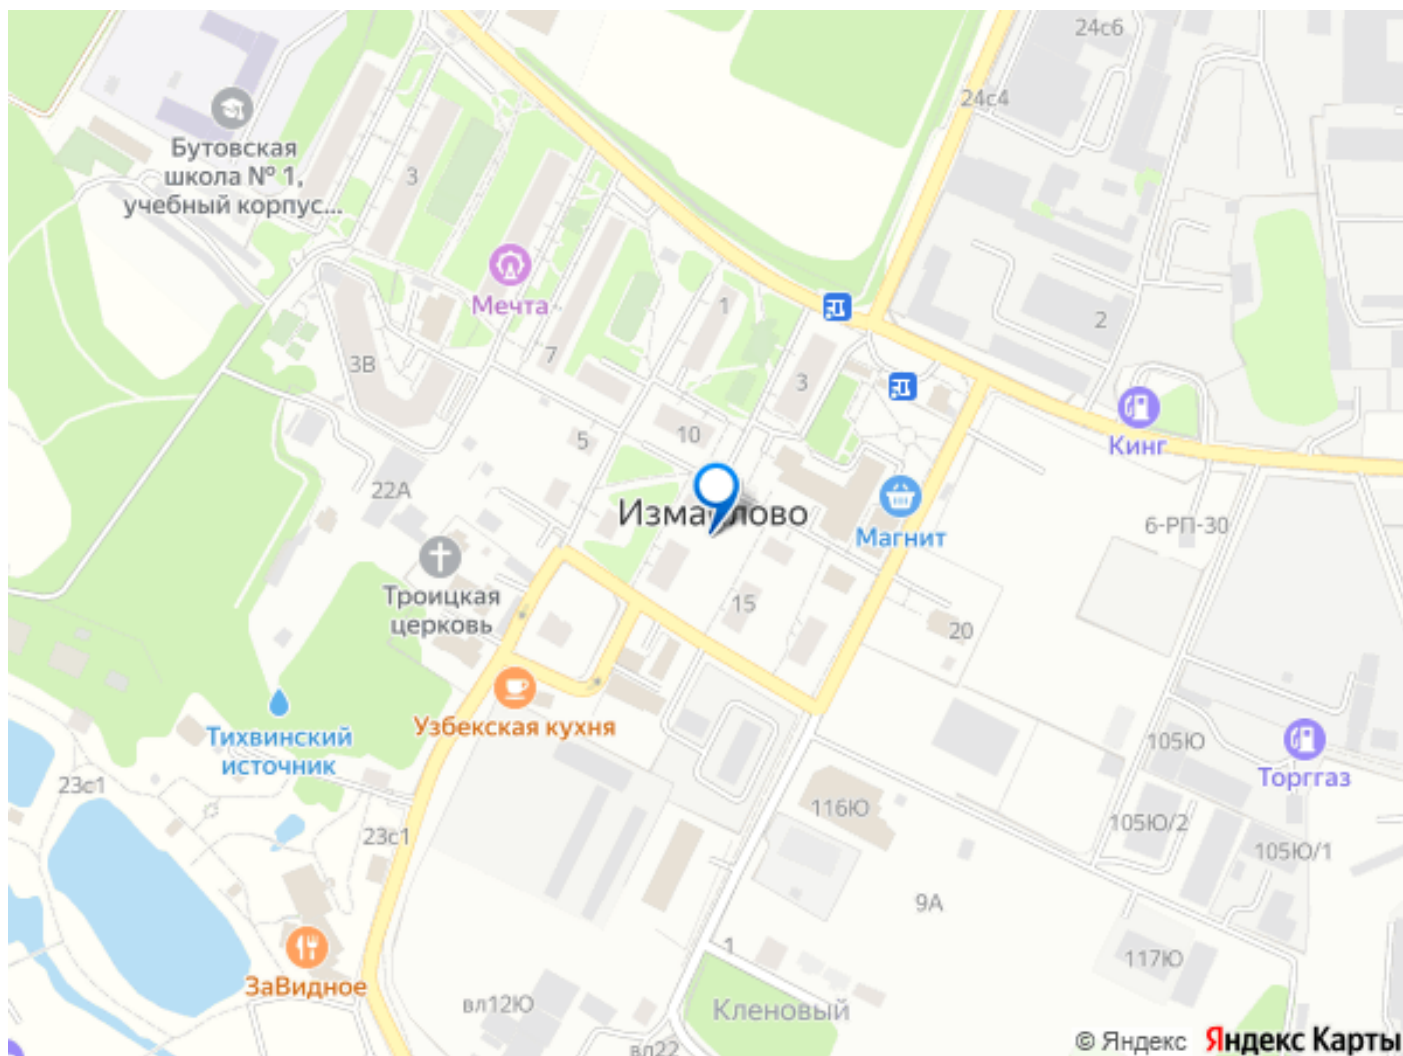 24с6
24с4
Бутовская
школа № 1,
учебный корпус...
3
Мечта
1
2
7
3В
3
Кинг
10
5
22А
Измайлово
Магнит
6-РП-30
Троицкая
церковь
15
20
Узбекская кухня
Тихвинский
источник
105Ю
Торггаз
23с1
116Ю
105Ю/2
23с1
105Ю/1
9А
1
117Ю
ЗаВидное
вл12Ю
Кленовый
вл22
© Яндекс Яндекс Карты